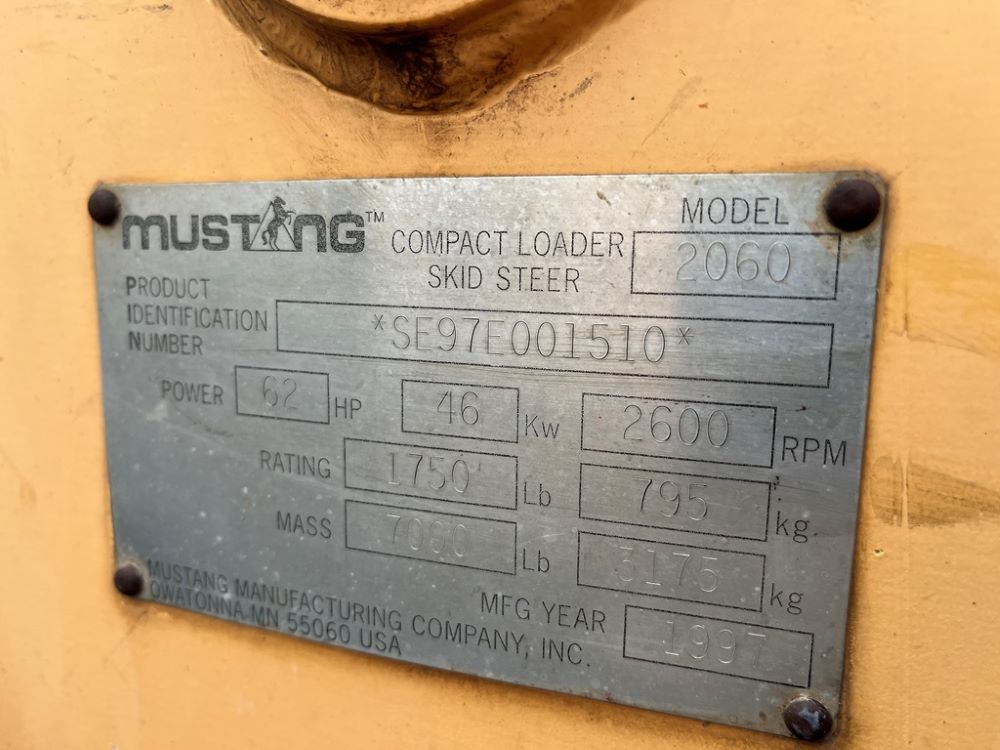 MUSTANG™
COMPACT LOADER
SKID STEER
MODEL
2060
PRODUCT
IDENTIFICATION
NUMBER
*SE97E001510*
POWER 62 HP 46 Kw 2600 RPM
RATING 1750 Lb 795 kg
MASS 7000 Lb 3175 kg
MFG YEAR 1997
MUSTANG MANUFACTURING COMPANY, INC.
OWATONNA, MN 55060 USA